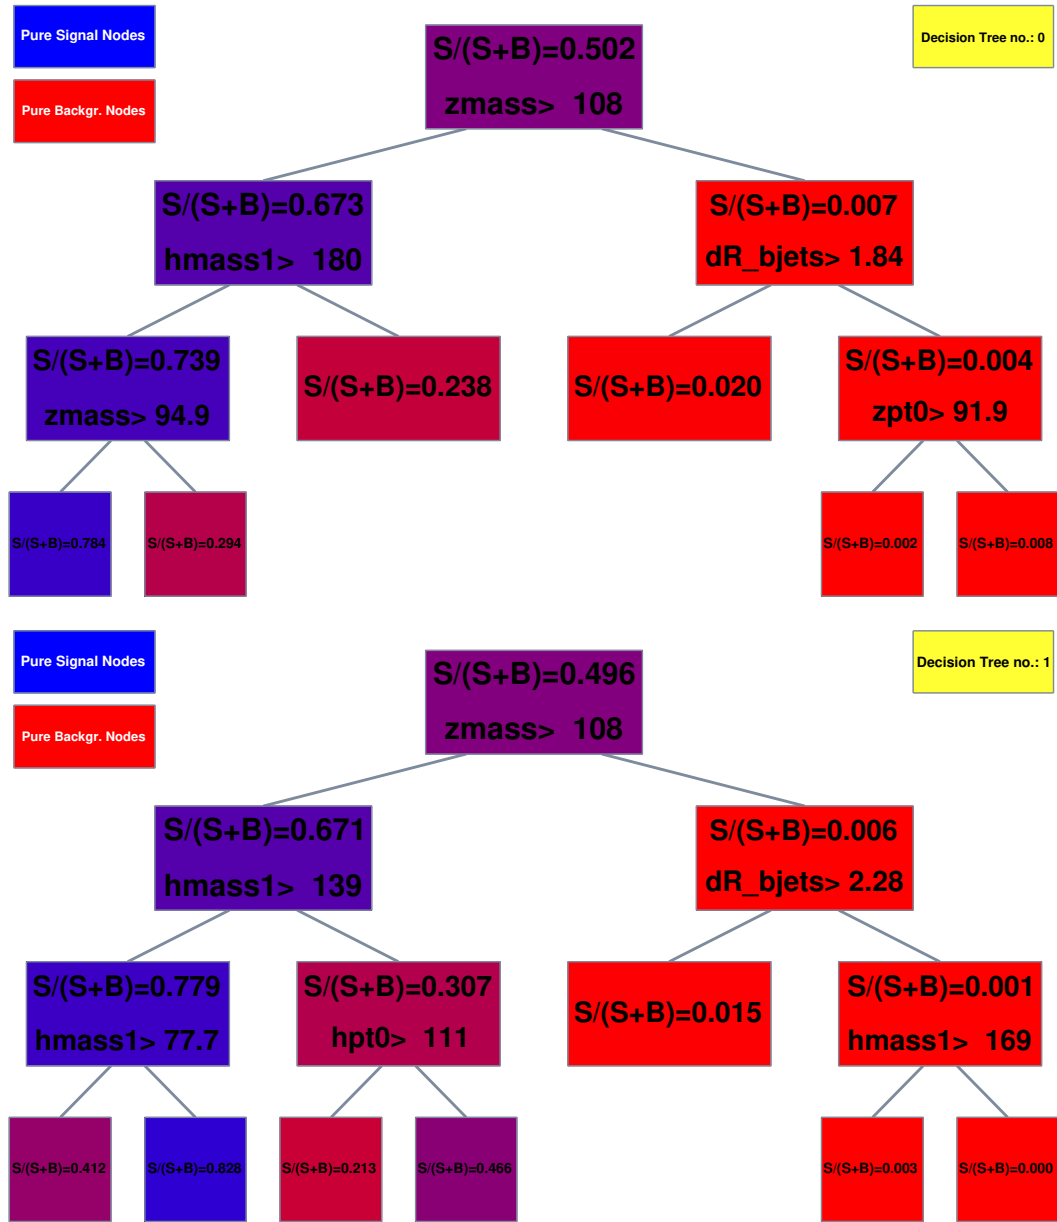 Pure Signal Nodes
S/(S+B)=0.502
zmass> 108
Decision Tree no.: 0
Pure Backgr. Nodes
S/(S+B)=0.673
hmass1> 180
S/(S+B)=0.007
dR_bjets> 1.84
S/(S+B)=0.739
zmass> 94.9
S/(S+B)=0.238
S/(S+B)=0.020
S/(S+B)=0.004
zpt0> 91.9
S/(S+B)=0.784
S/(S+B)=0.294
S/(S+B)=0.002
S/(S+B)=0.008
Pure Signal Nodes
S/(S+B)=0.496
zmass> 108
Decision Tree no.: 1
Pure Backgr. Nodes
S/(S+B)=0.671
hmass1> 139
S/(S+B)=0.006
dR_bjets> 2.28
S/(S+B)=0.779
hmass1> 77.7
S/(S+B)=0.307
hpt0> 111
S/(S+B)=0.015
S/(S+B)=0.001
hmass1> 169
S/(S+B)=0.412
S/(S+B)=0.828
S/(S+B)=0.213
S/(S+B)=0.466
S/(S+B)=0.003
S/(S+B)=0.000